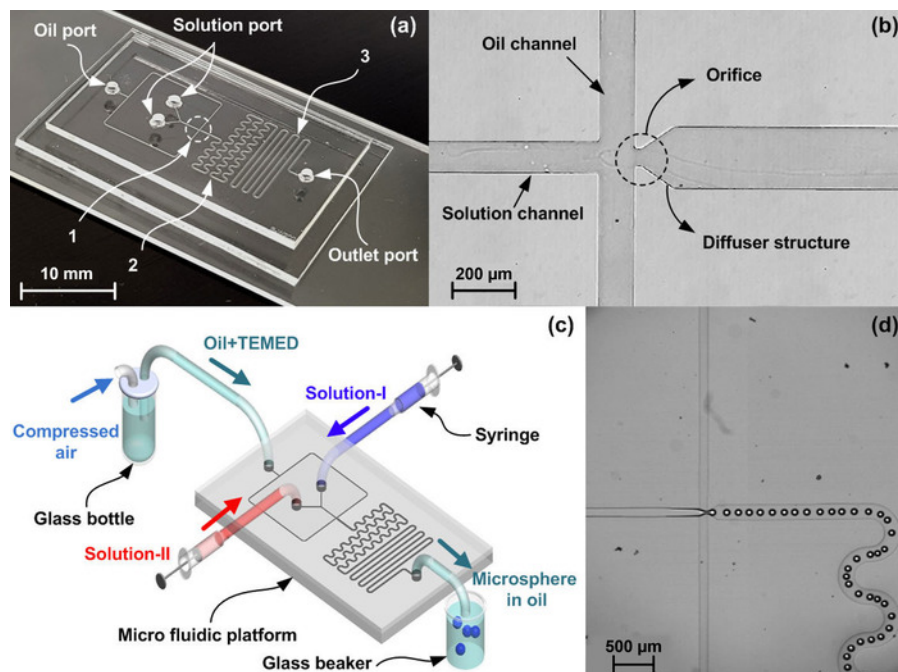 (a)
Oil port
Solution port
3
1
2
Outlet port
10 mm
(b)
Oil channel
Orifice
Solution channel
Diffuser structure
200 μm
(c)
Oil+TEMED
Solution-I
Compressed
air
Syringe
Glass bottle
Solution-II
Microsphere
in oil
Micro fluidic platform
Glass beaker
(d)
500 μm